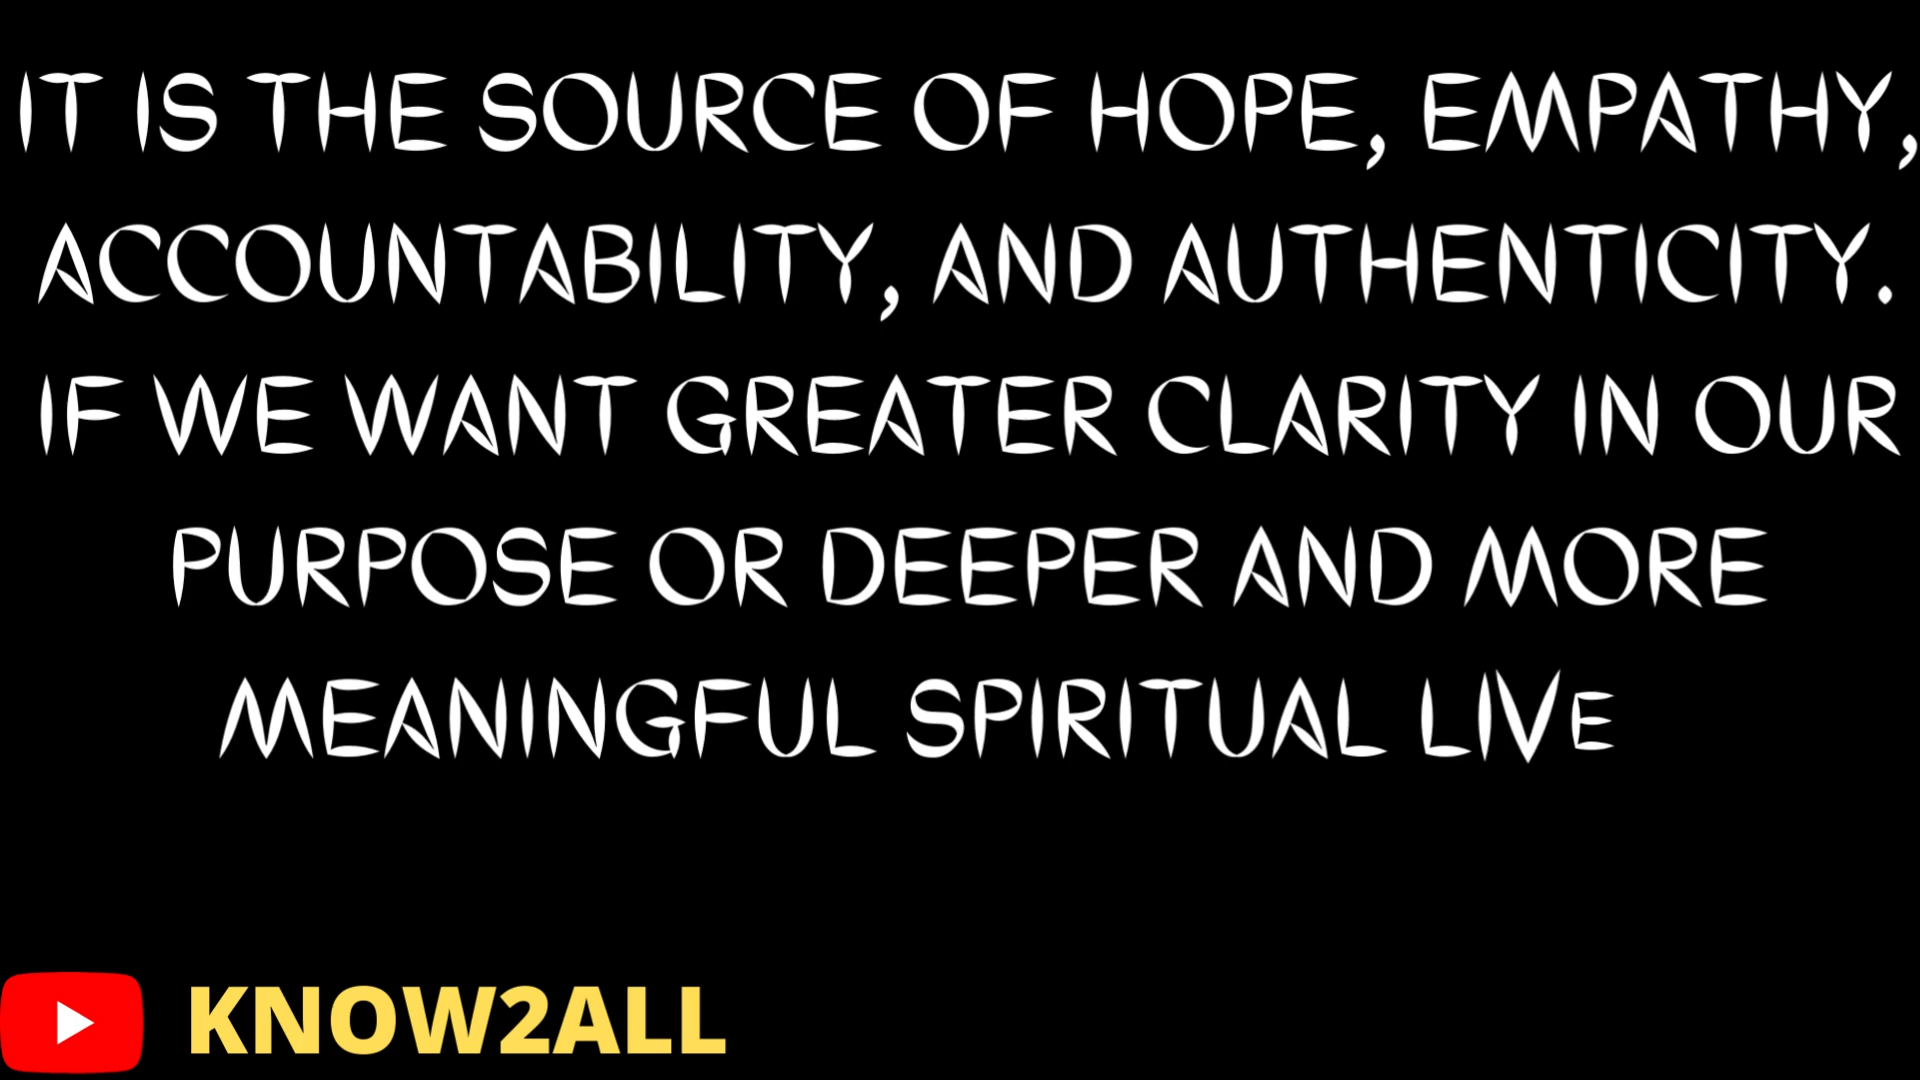 IT IS THE SOURCE OF HOPE, EMPATHY,
ACCOUNTABILITY, AND AUTHENTICITY.
IF WE WANT GREATER CLARITY IN OUR
PURPOSE OR DEEPER AND MORE
MEANINGFUL SPIRITUAL LIVE
KNOW2ALL